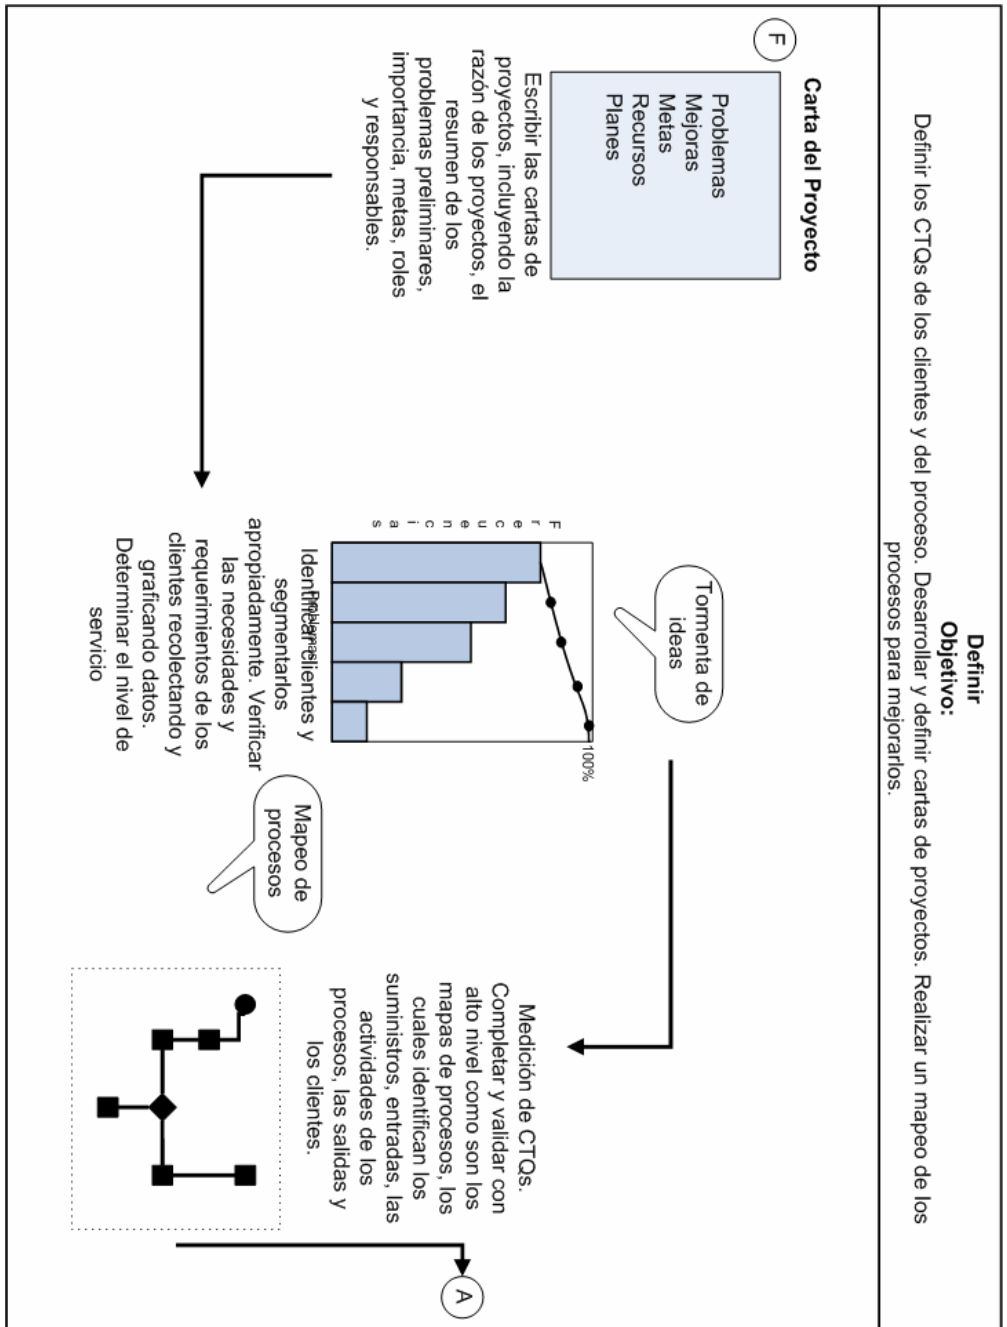 Definir
Objetivo:
Definir los CTQs de los clientes y del proceso. Desarrollar y definir cartas de proyectos. Realizar un mapeo de los
procesos para mejorarlos.
F
Carta del Proyecto
Problemas
Mejoras
Metas
Recursos
Planes
Escribir las cartas de
proyectos, incluyendo la
razón de los proyectos, el
resumen de los
problemas preliminares,
importancia, metas, roles
y responsables.
Tormenta de
ideas
100%
F
r
e
c
u
e
n
c
i
a
s
Problemas
Identificar clientes y
segmentarlos
apropiadamente. Verificar
las necesidades y
requerimientos de los
clientes recolectando y
graficando datos.
Determinar el nivel de
servicio
Mapeo de
procesos
Medición de CTQs.
Completar y validar con
alto nivel como son los
mapas de procesos, los
cuales identifican los
suministros, entradas, las
actividades de los
procesos, las salidas y
los clientes.
A